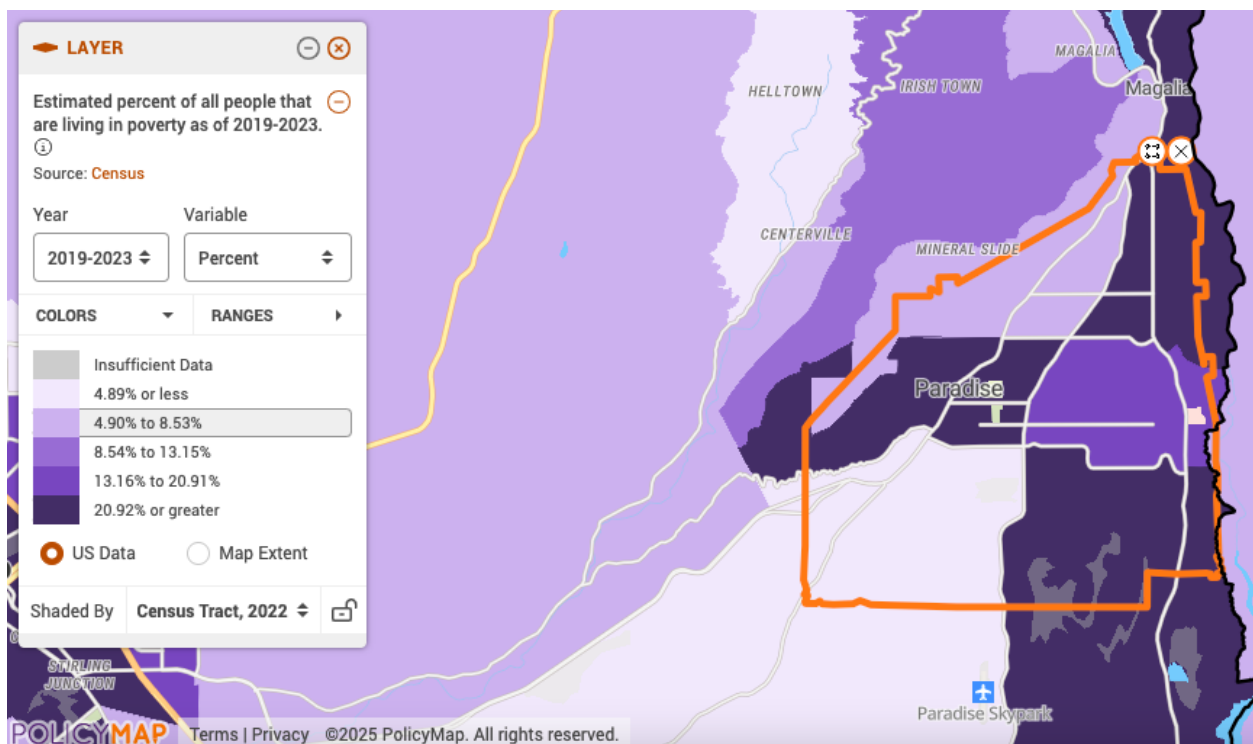 LAYER
Estimated percent of all people that
are living in poverty as of 2019-2023.
Source: Census
Year
Variable
2019-2023
Percent
COLORS
RANGES
Insufficient Data
4.89% or less
4.90% to 8.53%
8.54% to 13.15%
13.16% to 20.91%
20.92% or greater
US Data
Map Extent
Shaded By
Census Tract, 2022
MAGALIA
Magalia
HELLTOWN
IRISH TOWN
CENTERVILLE
MINERAL SLIDE
Paradise
Paradise Skypark
STIRLING
JUNCTION
POLICYMAP
Terms | Privacy ©2025 PolicyMap. All rights reserved.